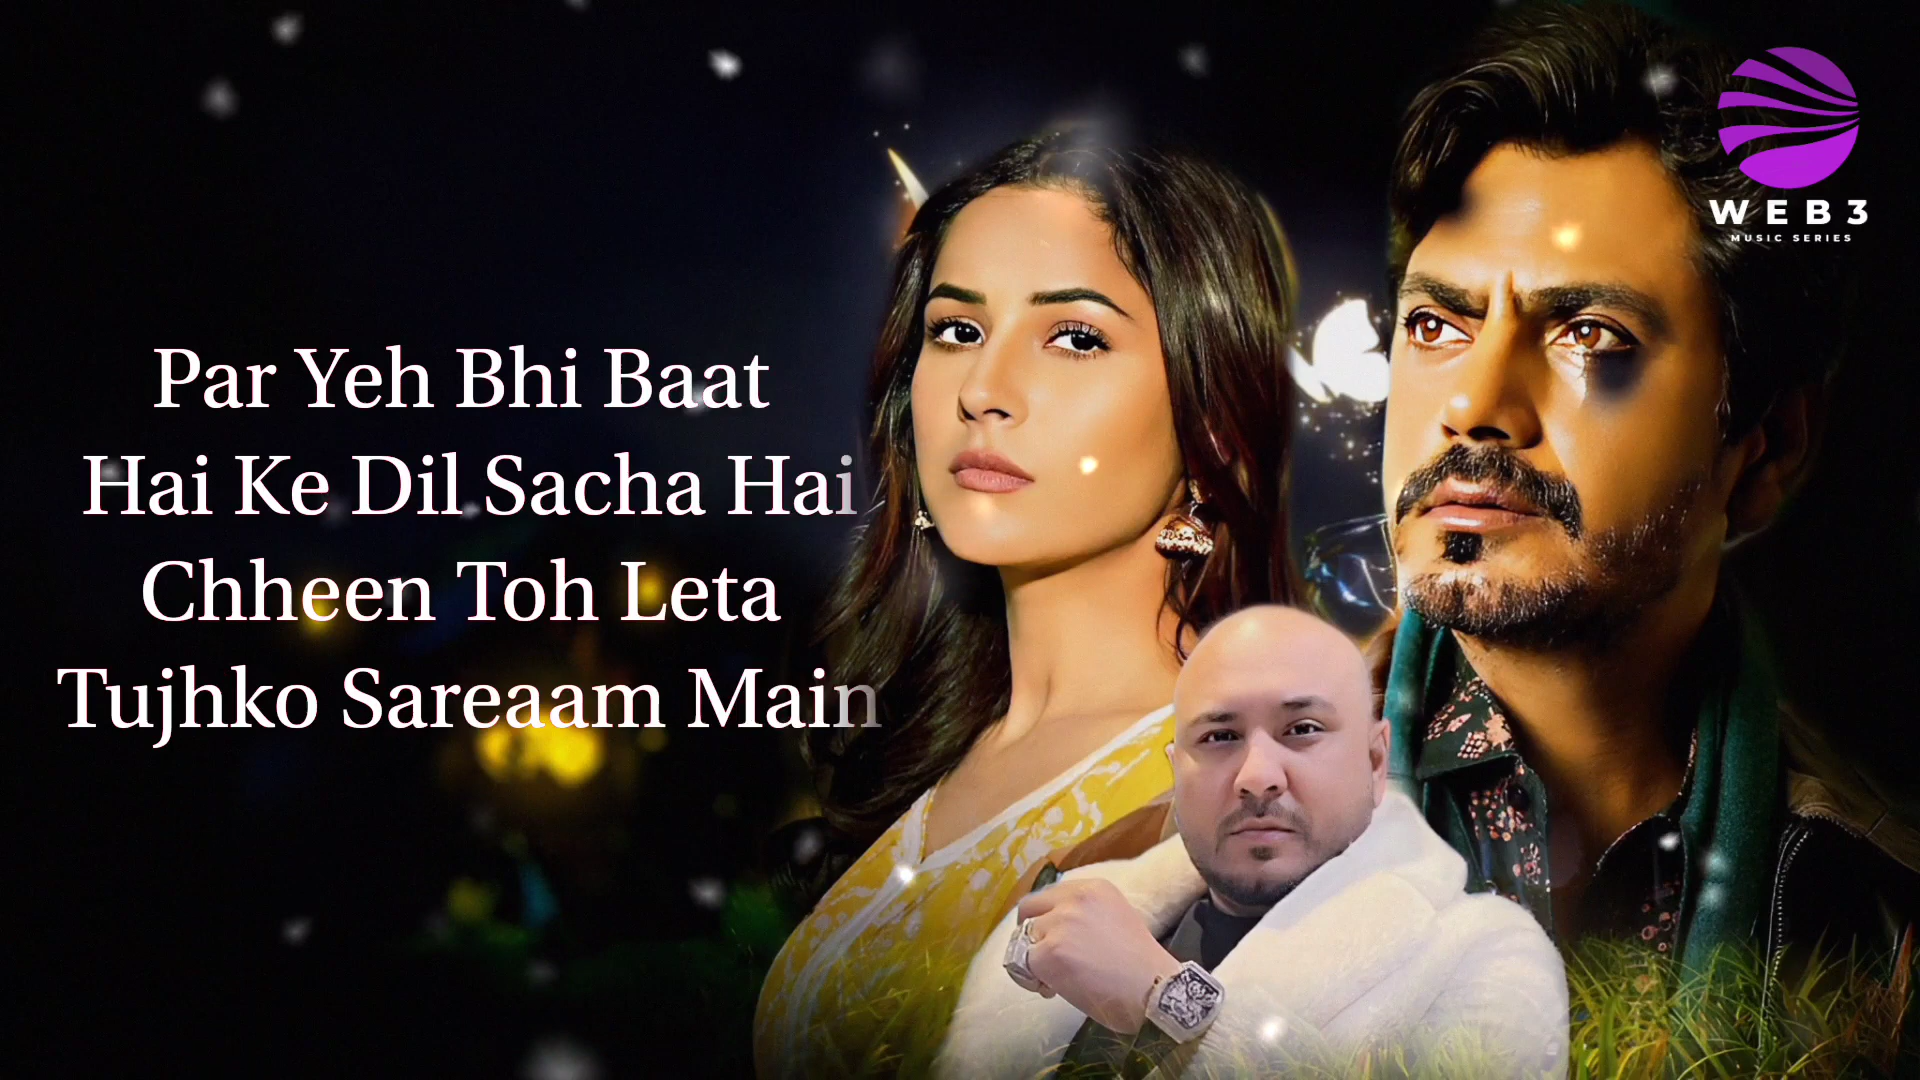 Par Yeh Bhi Baat
Hai Ke Dil Sacha Hai
Chheen Toh Leta
Tujhko Sareaam Main
WEB3
MUSIC SERIES